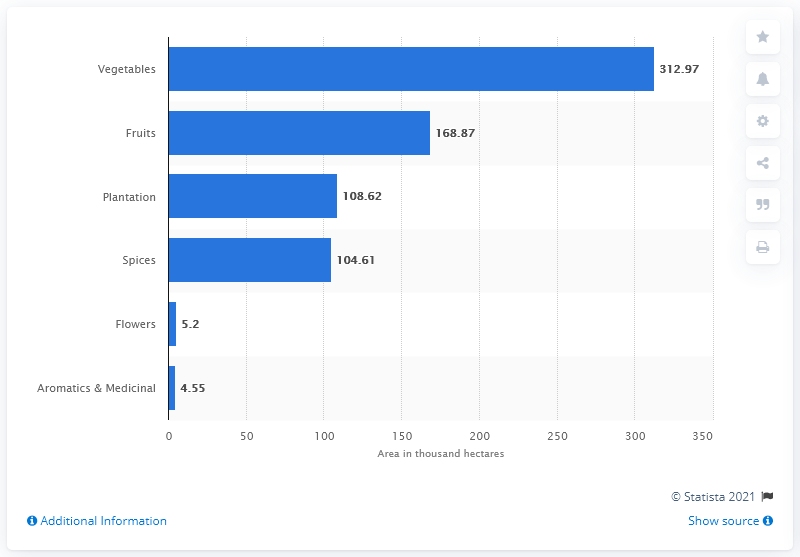 Vegetables 312.97
Fruits 168.87
Plantation 108.62
Spices 104.61
Flowers 5.2
Aromatics & Medicinal 4.55
0 50 100 150 200 250 300 350
Area in thousand hectares
© Statista 2021
Additional Information Show source